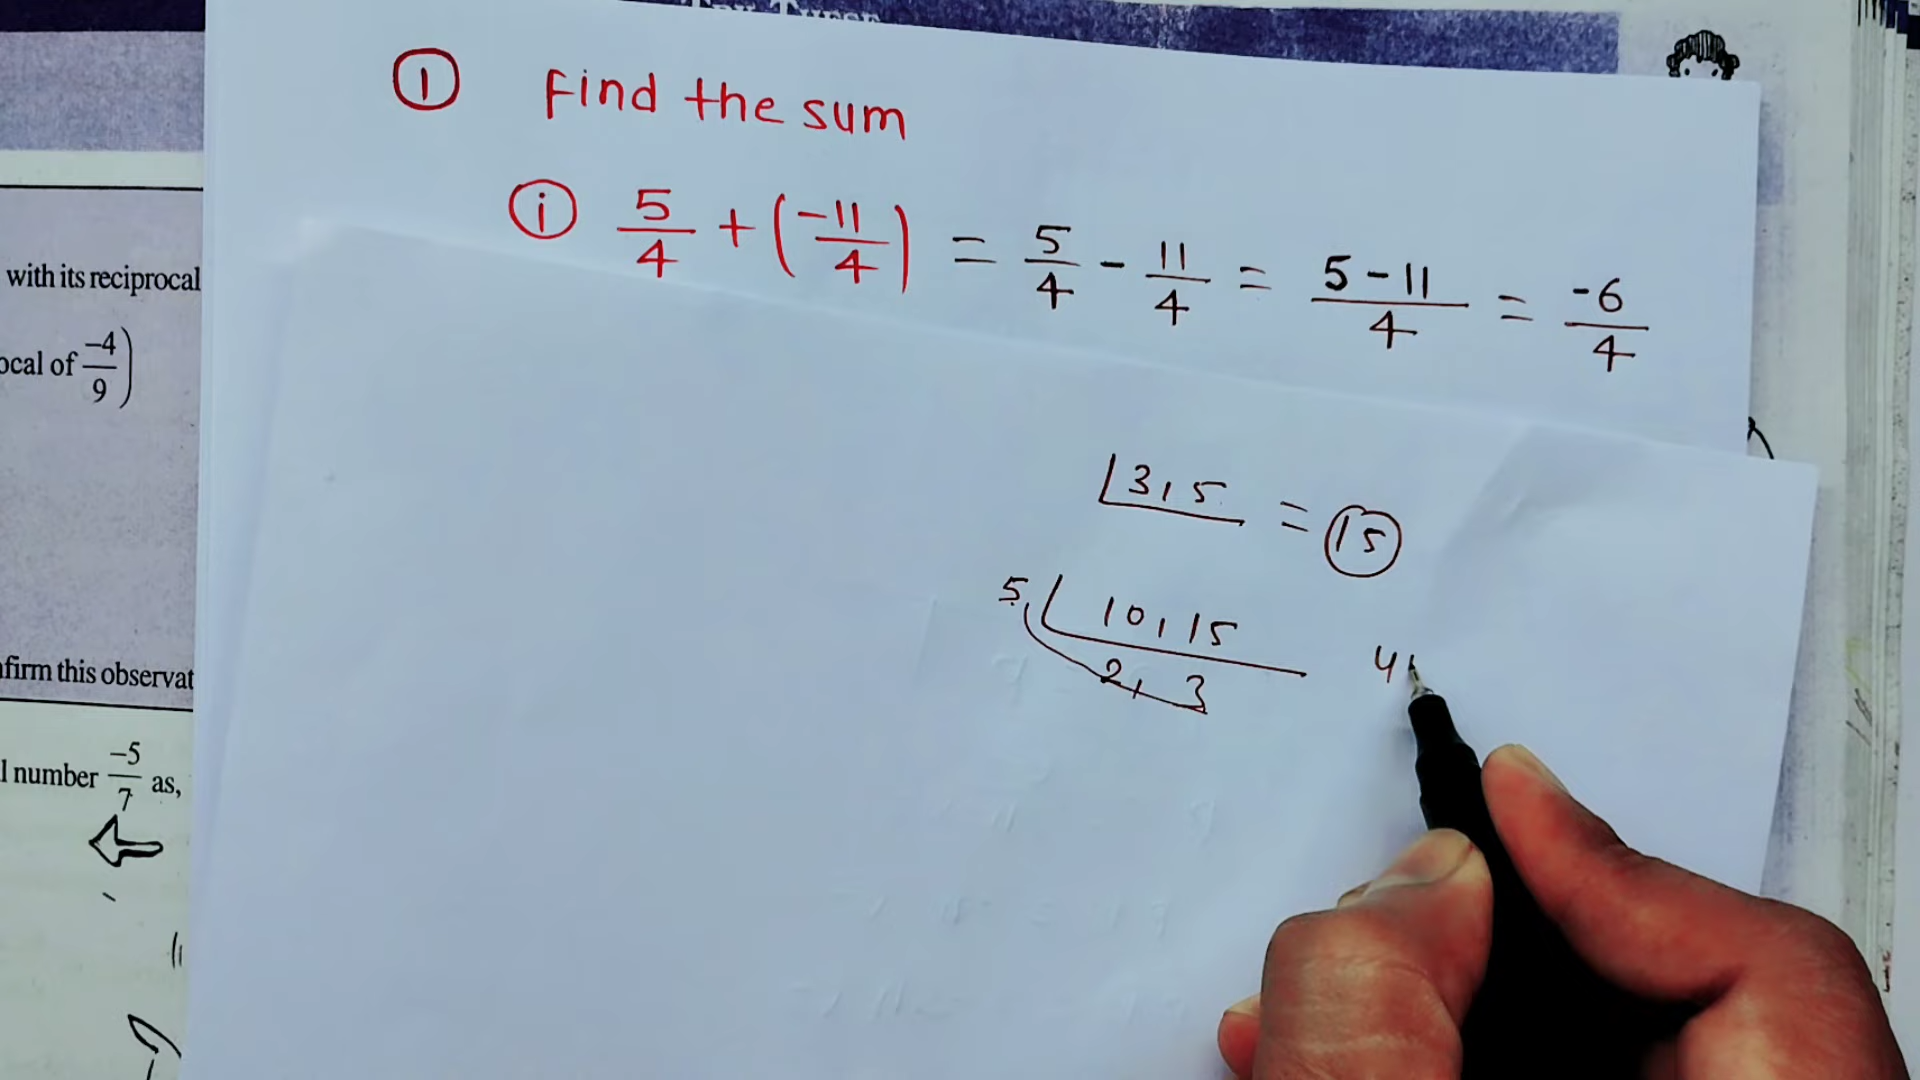 ① Find the sum
ⓘ 5/4 + (-11/4) = 5/4 - 11/4 = 5-11/4 = -6/4
with its reciprocal
ocal of -4/9)
3, 5 = 15
5 10, 15
2, 3
4
firm this observat
l number -5/7 as,